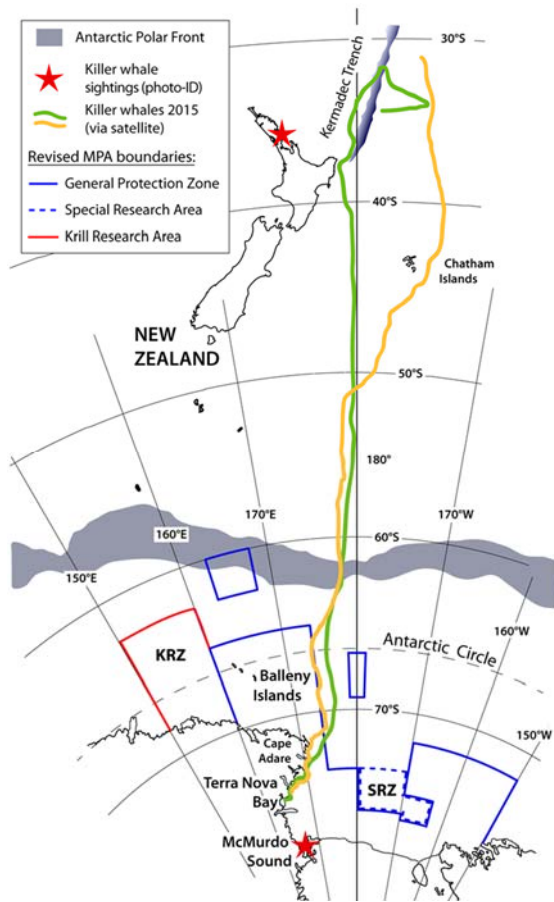 Antarctic Polar Front
Killer whale
sightings (photo-ID)
Killer whales 2015
(via satellite)
Revised MPA boundaries:
General Protection Zone
Special Research Area
Krill Research Area
Kermadec Trench
30°S
40°S
Chatham
Islands
NEW
ZEALAND
50°S
180°
170°E
170°W
160°E
60°S
150°E
160°W
KRZ
Antarctic Circle
Balleny
Islands
70°S
150°W
Cape
Adare
Terra Nova
Bay
SRZ
McMurdo
Sound